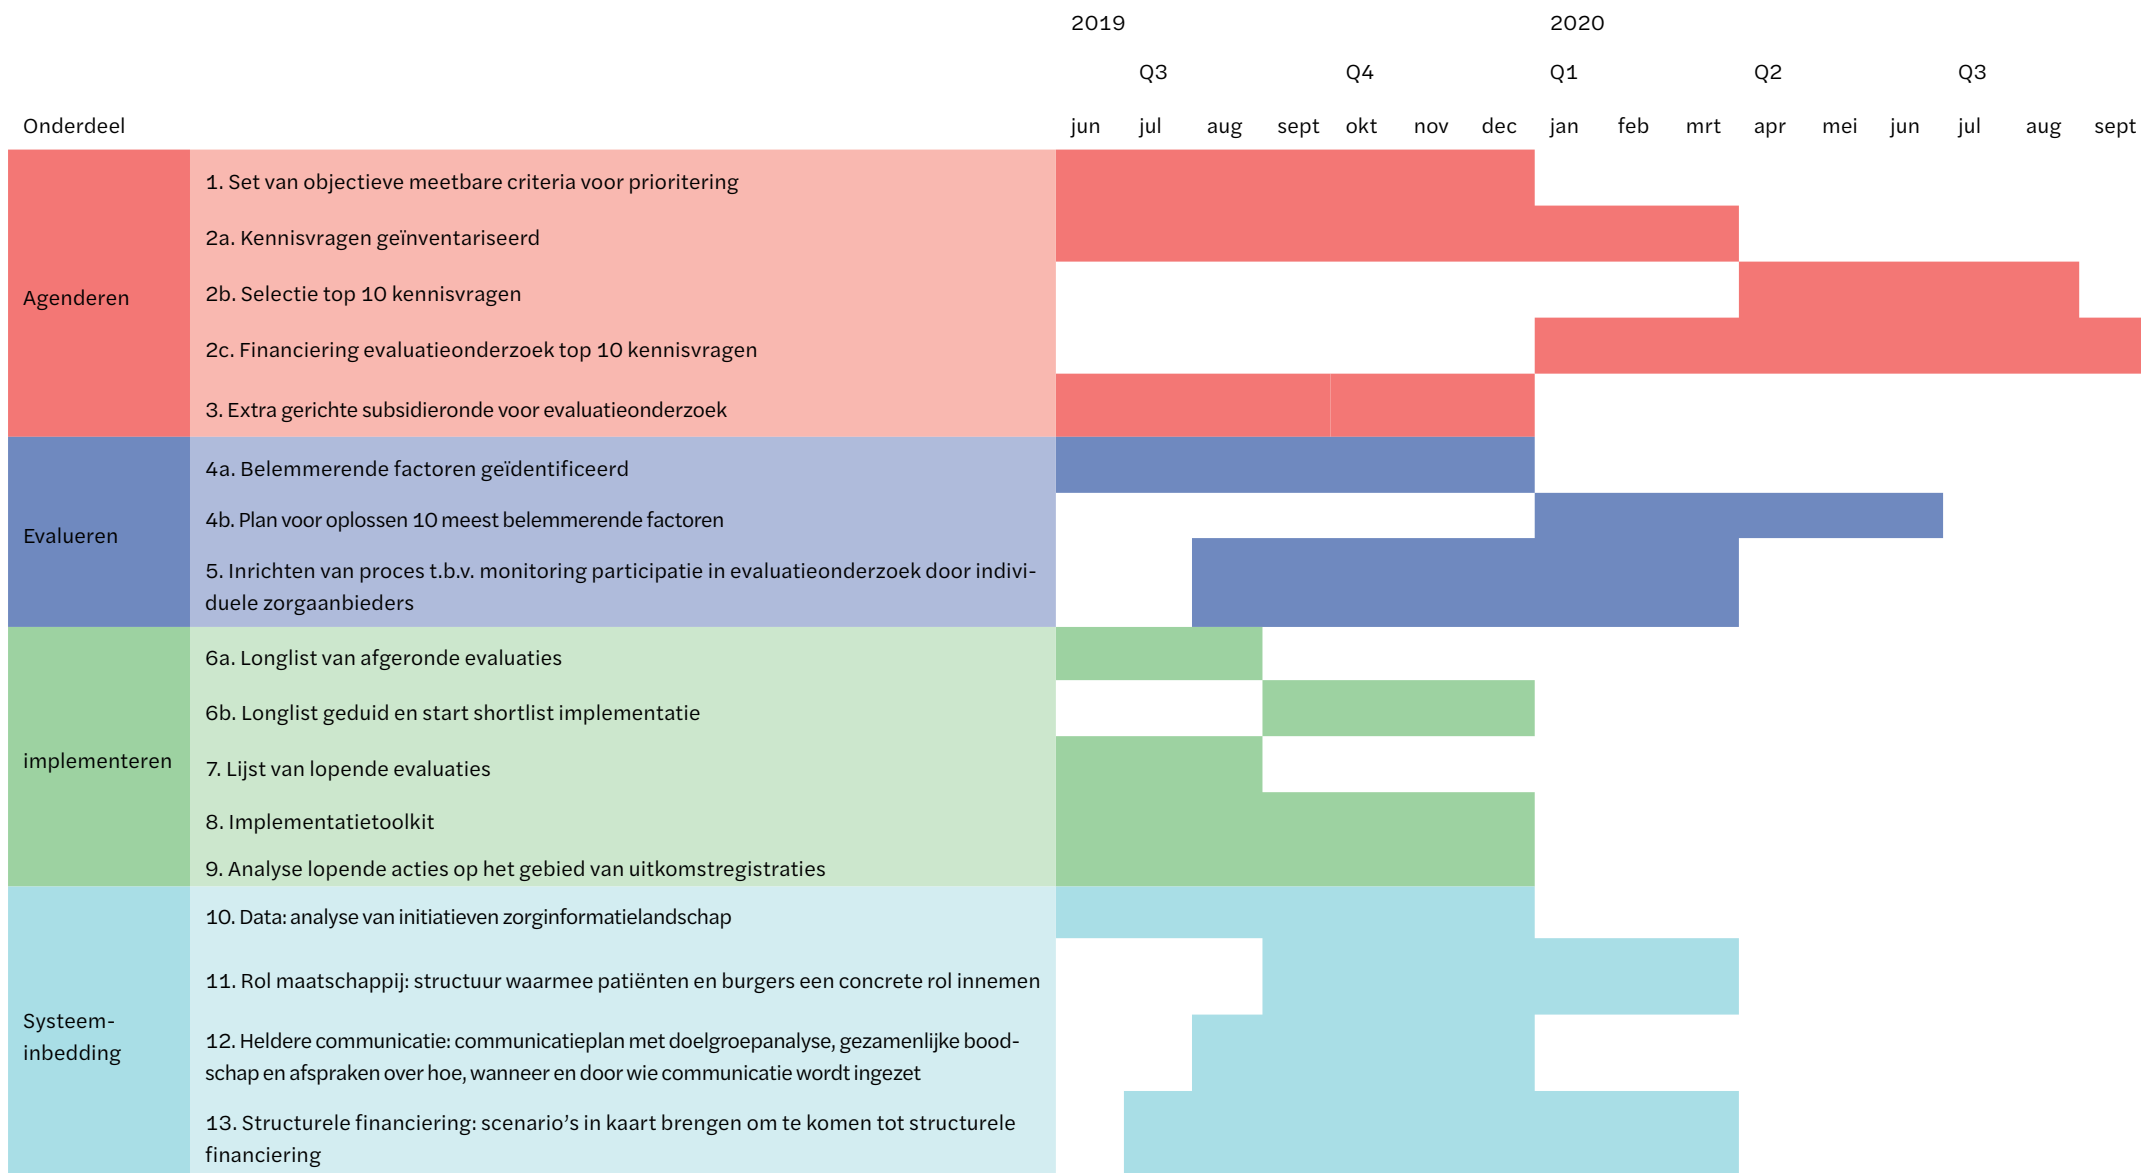 2019 2020
Q3 Q4 Q1 Q2 Q3
Onderdeel jun jul aug sept okt nov dec jan feb mrt apr mei jun jul aug sept
Agenderen
1. Set van objectieve meetbare criteria voor prioritering
2a. Kennisvragen geïnventariseerd
2b. Selectie top 10 kennisvragen
2c. Financiering evaluatieonderzoek top 10 kennisvragen
3. Extra gerichte subsidieronde voor evaluatieonderzoek
Evalueren
4a. Belemmerende factoren geïdentificeerd
4b. Plan voor oplossen 10 meest belemmerende factoren
5. Inrichten van proces t.b.v. monitoring participatie in evaluatieonderzoek door indivi-
duele zorgaanbieders
implementeren
6a. Longlist van afgeronde evaluaties
6b. Longlist geduid en start shortlist implementatie
7. Lijst van lopende evaluaties
8. Implementatietoolkit
9. Analyse lopende acties op het gebied van uitkomstregistraties
Systeem-
inbedding
10. Data: analyse van initiatieven zorginformatielandschap
11. Rol maatschappij: structuur waarmee patiënten en burgers een concrete rol innemen
12. Heldere communicatie: communicatieplan met doelgroepanalyse, gezamenlijke bood-
schap en afspraken over hoe, wanneer en door wie communicatie wordt ingezet
13. Structurele financiering: scenario’s in kaart brengen om te komen tot structurele
financiering